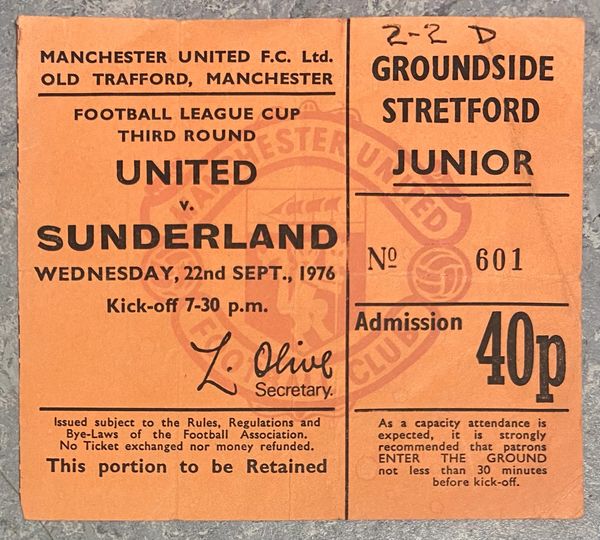 MANCHESTER UNITED F.C. Ltd.
OLD TRAFFORD, MANCHESTER
FOOTBALL LEAGUE CUP
THIRD ROUND
UNITED
v.
SUNDERLAND
WEDNESDAY, 22nd SEPT., 1976
Kick-off 7-30 p.m.
L. Olive
Secretary.
Issued subject to the Rules, Regulations and
Bye-Laws of the Football Association.
No Ticket exchanged nor money refunded.
This portion to be Retained
2-2 D
GROUNDSIDE
STRETFORD
JUNIOR
Nº 601
Admission 40p
As a capacity attendance is
expected, it is strongly
recommended that patrons
ENTER THE GROUND
not less than 30 minutes
before kick-off.
MANCHESTER UNITED
FOOTBALL CLUB